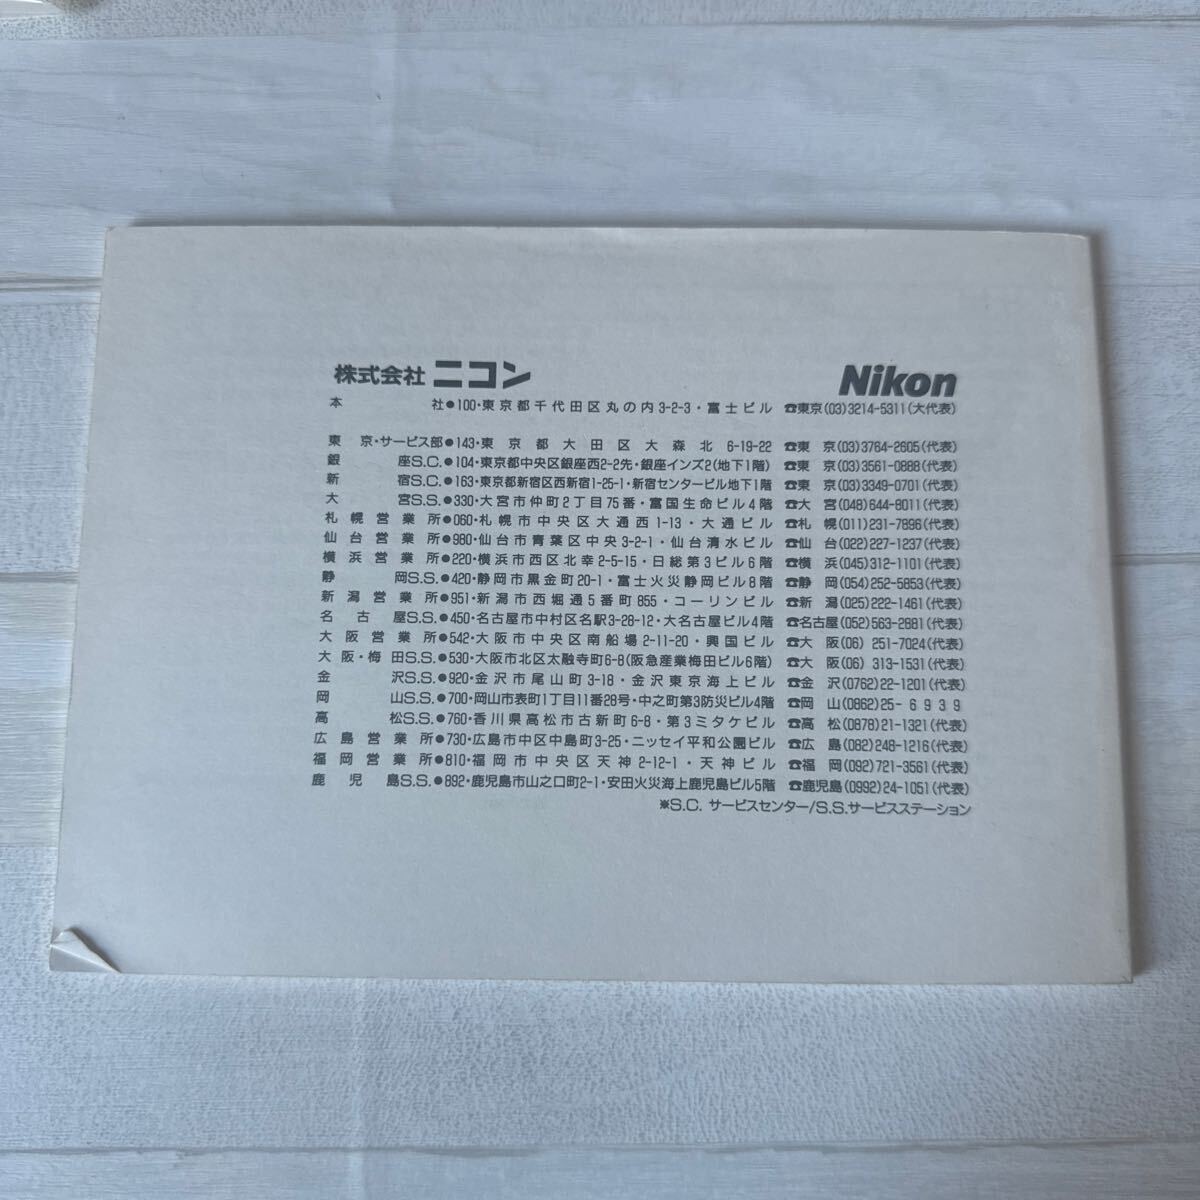 株式会社 ニコン Nikon
本 社●100・東京都千代田区丸の内3-2-3・富士ビル ☎東京(03)3214-5311(大代表)
東京・サービス部●143・東京都大田区大森北 6-19-22 ☎東京(03)3764-2605(代表)
銀座S.C.●104・東京都中央区銀座西2-2先・銀座インズ2(地下1階) ☎東京(03)3561-0888(代表)
新宿S.C.●163・東京都新宿区西新宿1-25-1・新宿センタービル地下1階 ☎東京(03)3349-0701(代表)
大宮S.S.●330・大宮市仲町2丁目75番・富国生命ビル4階 ☎大宮(048)644-8011(代表)
札幌営業所●060・札幌市中央区大通西1-13・大通ビル ☎札幌(011)231-7896(代表)
仙台営業所●980・仙台市青葉区中央3-2-1・仙台清水ビル ☎仙台(022)227-1237(代表)
横浜営業所●220・横浜市西区北幸2-5-15・日総第3ビル6階 ☎横浜(045)312-1101(代表)
静岡S.S.●420・静岡市黒金町20-1・富士火災静岡ビル8階 ☎静岡(054)252-5853(代表)
新潟営業所●951・新潟市西堀通5番町855・コーリンビル ☎新潟(025)222-1461(代表)
名古屋S.S.●450・名古屋市中村区名駅3-28-12・大名古屋ビル4階 ☎名古屋(052)563-2881(代表)
大阪営業所●542・大阪市中央区南船場2-11-20・興国ビル ☎大阪(06)251-7024(代表)
大阪・梅田S.S.●530・大阪市北区太融寺町6-8(阪急産業梅田ビル6階) ☎大阪(06)313-1531(代表)
金沢S.S.●920・金沢市尾山町3-18・金沢東京海上ビル ☎金沢(0762)22-1201(代表)
岡山S.S.●700・岡山市表町1丁目11番28号・中之町第3防災ビル4階 ☎岡山(0862)25-6939
高松S.S.●760・香川県高松市古新町6-8・第3ミタケビル ☎高松(0878)21-1321(代表)
広島営業所●730・広島市中区中島町3-25・ニッセイ平和公園ビル ☎広島(082)248-1216(代表)
福岡営業所●810・福岡市中央区天神2-12-1・天神ビル ☎福岡(092)721-3561(代表)
鹿児島S.S.●892・鹿児島市山之口町2-1・安田火災海上鹿児島ビル5階 ☎鹿児島(0992)24-1051(代表)
※S.C. サービスセンター/S.S.サービスステーション